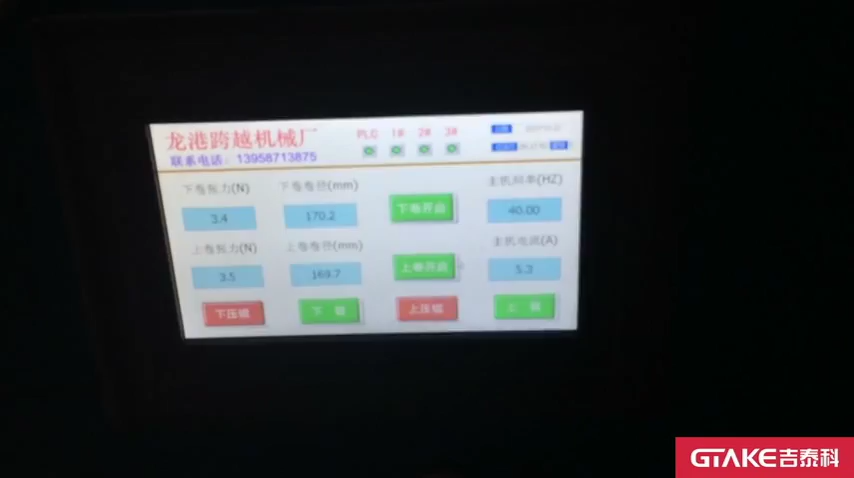 龙港跨越机械厂
联系电话：13958713875
PLC 1# 2# 3#
下卷张力(N) 下卷卷径(mm) 主机频率(HZ)
3.4 170.2 下卷开启 40.00
上卷张力(N) 上卷卷径(mm) 主机电流(A)
3.5 169.7 上卷开启 5.3
下压辊 上压辊
GTAKE吉泰科